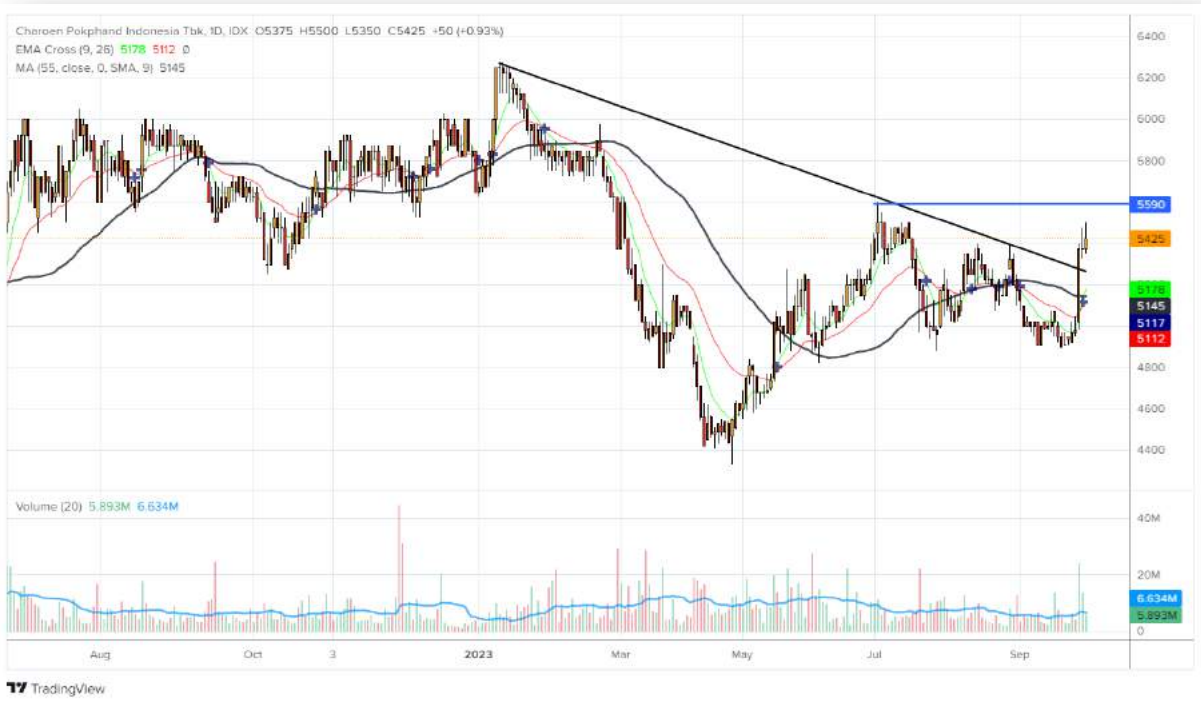 Charoen Pokphand Indonesia Tbk, 1D, IDX O5375 H5500 L5350 C5425 +50 (+0.93%)
EMA Cross (9, 26) 5178 5112 Ø
MA (55, close, 0, SMA, 9) 5145
6400
6200
6000
5800
5590
5425
5200
5178
5145
5117
5112
4800
4600
4400
Volume (20) 5.893M 6.634M
40M
20M
6.634M
5.893M
0
Aug Oct 3 2023 Mar May Jul Sep
TradingView